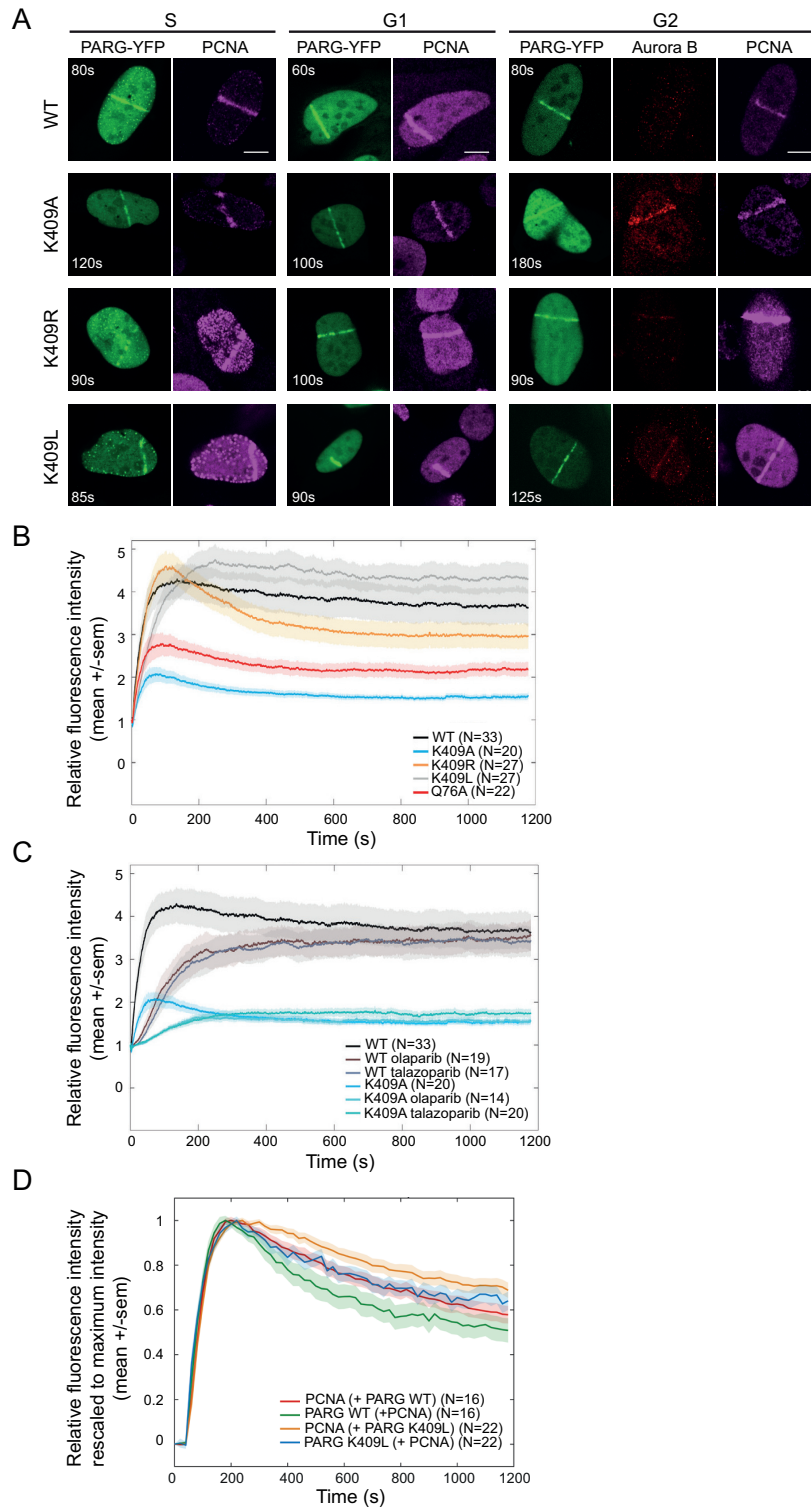 A
S G1 G2
PARG-YFP PCNA PARG-YFP PCNA PARG-YFP Aurora B PCNA
WT
80s 60s 80s
K409A
120s 100s 180s
K409R
90s 100s 90s
K409L
85s 90s 125s
B
Relative fluorescence intensity
(mean +/-sem)
5
4
3
2
1
0
WT (N=33)
K409A (N=20)
K409R (N=27)
K409L (N=27)
Q76A (N=22)
0 200 400 600 800 1000 1200
Time (s)
C
Relative fluorescence intensity
(mean +/-sem)
5
4
3
2
1
0
WT (N=33)
WT olaparib (N=19)
WT talazoparib (N=17)
K409A (N=20)
K409A olaparib (N=14)
K409A talazoparib (N=20)
0 200 400 600 800 1000 1200
Time (s)
D
Relative fluorescence intensity
rescaled to maximum intensity
(mean +/-sem)
1
0.8
0.6
0.4
0.2
0
PCNA (+ PARG WT) (N=16)
PARG WT (+PCNA) (N=16)
PCNA (+ PARG K409L) (N=22)
PARG K409L (+ PCNA) (N=22)
0 200 400 600 800 1000 1200
Time (s)